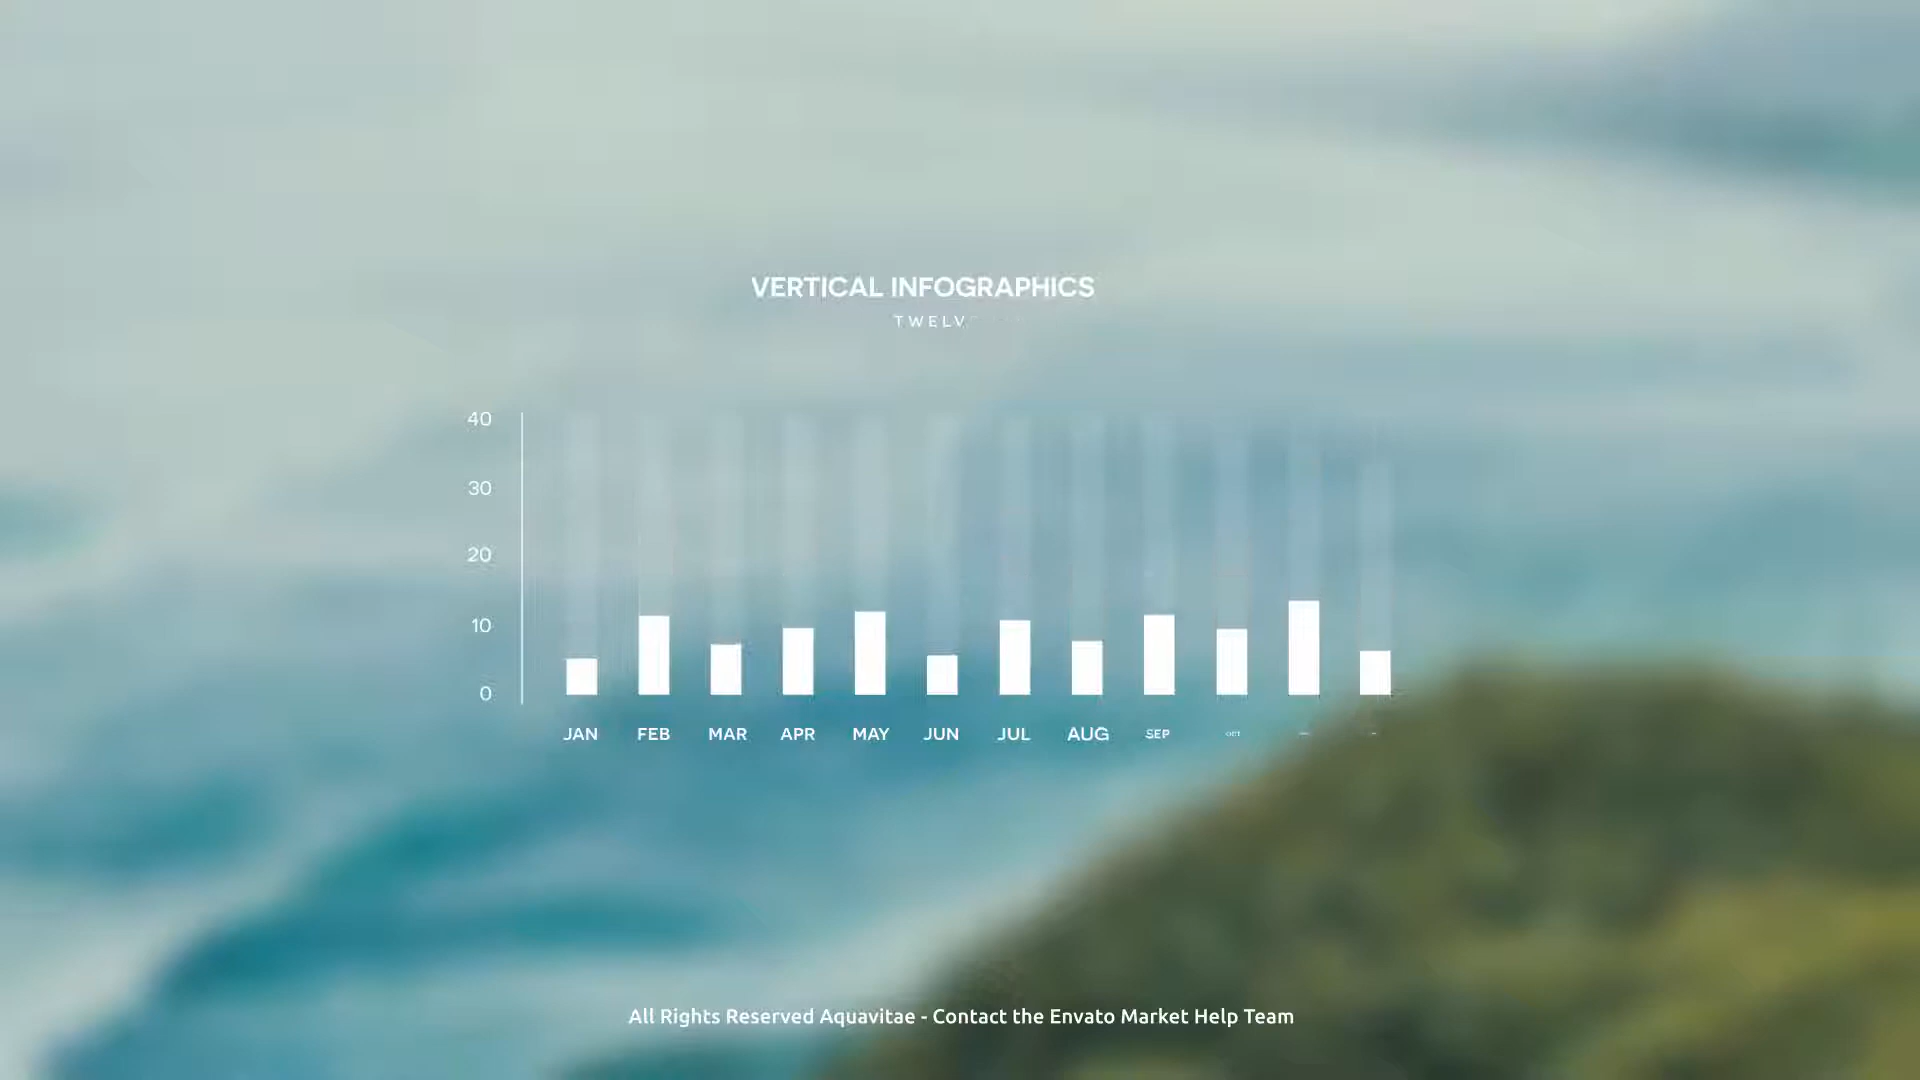 VERTICAL INFOGRAPHICS
TWELV
40
30
20
10
0
JAN FEB MAR APR MAY JUN JUL AUG SEP OCT
All Rights Reserved Aquavitae - Contact the Envato Market Help Team